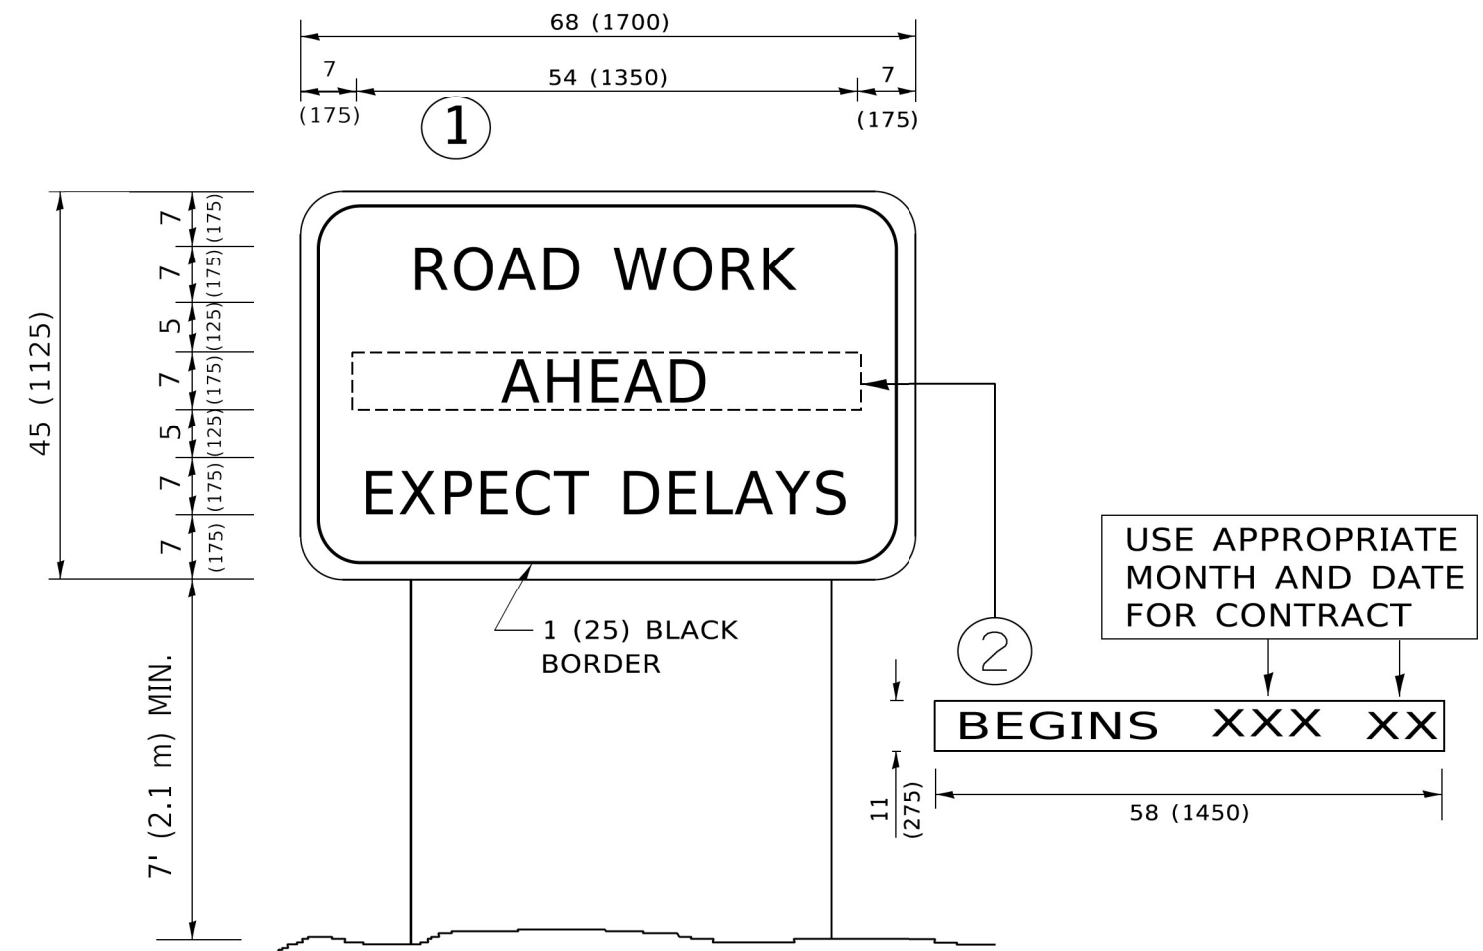 68 (1700)
7
54 (1350)
7
(175)
(175)
1
7
(175)
7
(175)
5
(125)
7
(175)
5
(125)
7
(175)
7
(175)
45 (1125)
ROAD WORK
AHEAD
EXPECT DELAYS
1 (25) BLACK
BORDER
7' (2.1 m) MIN.
USE APPROPRIATE
MONTH AND DATE
FOR CONTRACT
2
BEGINS XXX XX
11
(275)
58 (1450)